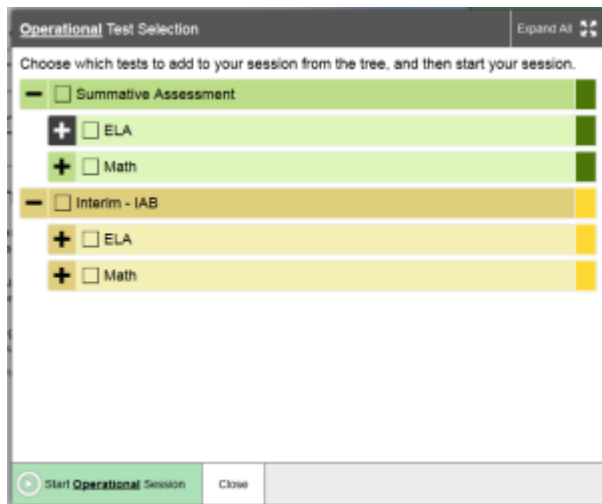 Operational Test Selection
Expand All
Choose which tests to add to your session from the tree, and then start your session.
Summative Assessment
ELA
Math
Interim - IAB
ELA
Math
Start Operational Session
Close